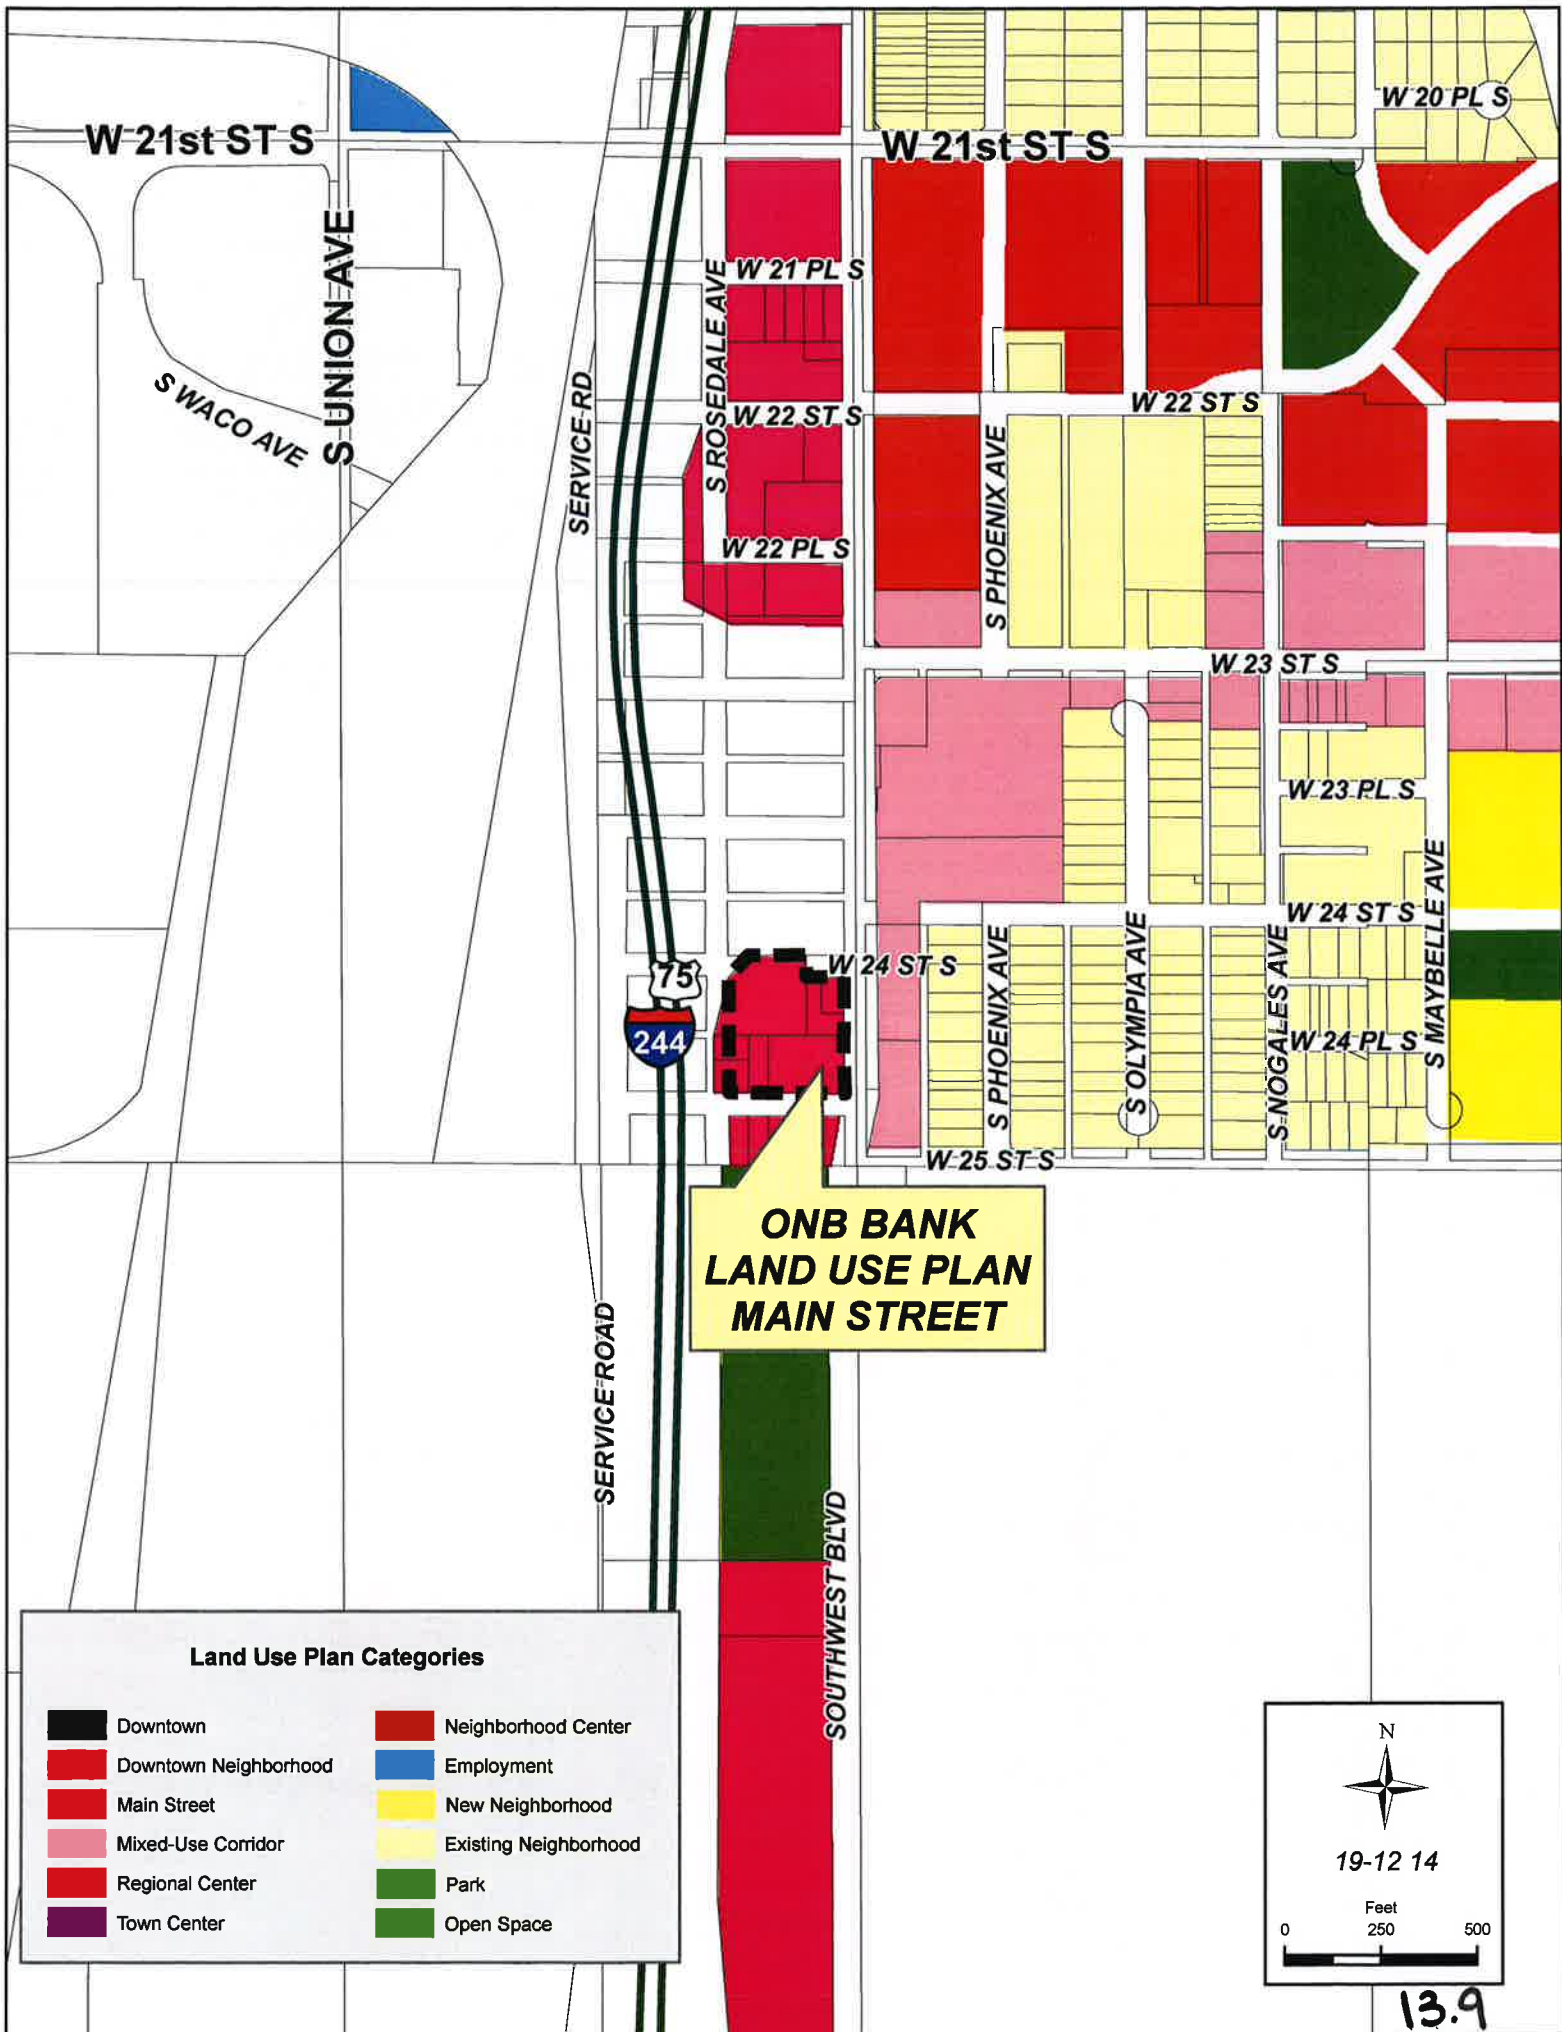 W 20 PL S
W 21st ST S
W 21st ST S
S UNION AVE
W 21 PL S
S ROSEDALE AVE
S WACO AVE
SERVICE RD
W 22 ST S
W 22 ST S
S PHOENIX AVE
W 22 PL S
W 23 ST S
W 23 PL S
S MAYBELLE AVE
W 24 ST S
W 24 ST S
75
244
S PHOENIX AVE
S OLYMPIA AVE
S NOGALES AVE
W 24 PL S
W 25 ST S
ONB BANK
LAND USE PLAN
MAIN STREET
SERVICE ROAD
SOUTHWEST BLVD
Land Use Plan Categories
Downtown
Downtown Neighborhood
Main Street
Mixed-Use Corridor
Regional Center
Town Center
Neighborhood Center
Employment
New Neighborhood
Existing Neighborhood
Park
Open Space
N
19-12 14
Feet
0 250 500
13.9